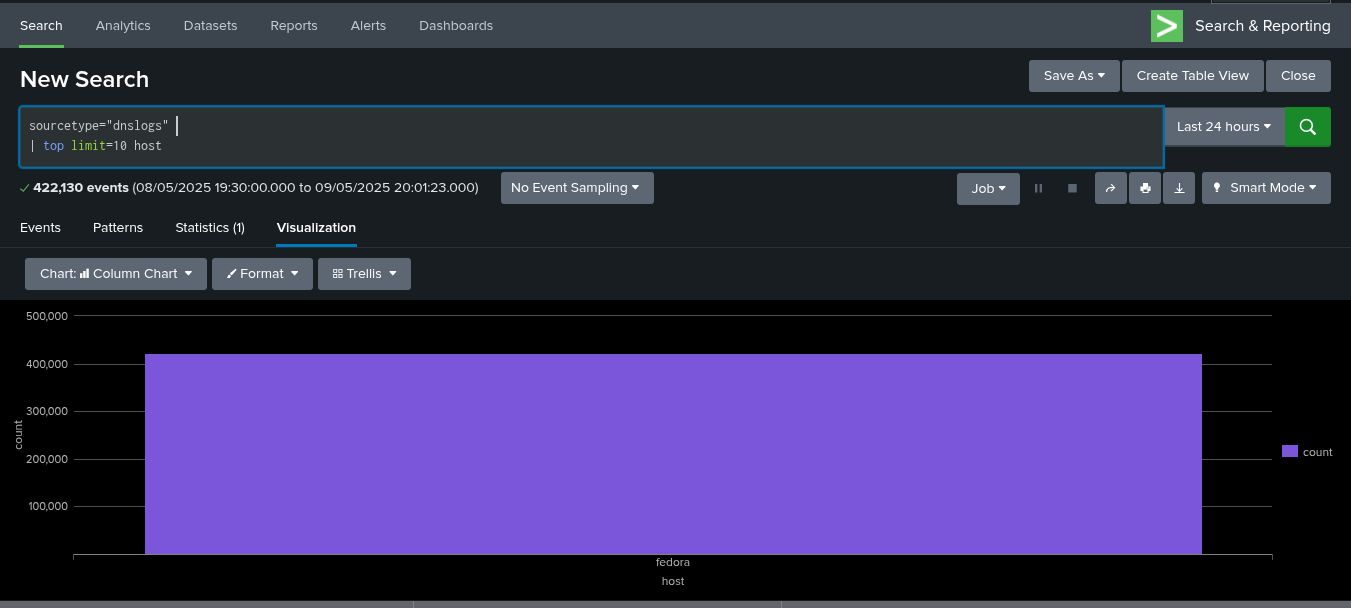 Search Analytics Datasets Reports Alerts Dashboards > Search & Reporting
New Search Save As Create Table View Close
sourcetype="dnslogs"
| top limit=10 host
Last 24 hours
422,130 events (08/05/2025 19:30:00.000 to 09/05/2025 20:01:23.000) No Event Sampling Job Smart Mode
Events Patterns Statistics (1) Visualization
Chart: Column Chart Format Trellis
500,000
400,000
300,000
200,000
100,000
count
fedora
host
count